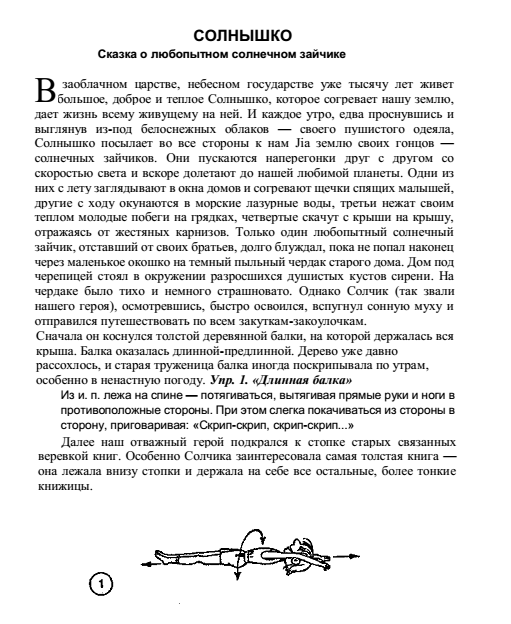 СОЛНЫШКО
Сказка о любопытном солнечном зайчике
В заоблачном царстве, небесном государстве уже тысячу лет живет
большое, доброе и теплое Солнышко, которое согревает нашу землю,
дает жизнь всему живущему на ней. И каждое утро, едва проснувшись и
выглянув из-под белоснежных облаков — своего пушистого одеяла,
Солнышко посылает во все стороны к нам Jia землю своих гонцов —
солнечных зайчиков. Они пускаются наперегонки друг с другом со
скоростью света и вскоре долетают до нашей любимой планеты. Одни из
них с лету заглядывают в окна домов и согревают щечки спящих малышей,
другие с ходу окунаются в морские лазурные воды, третьи нежат своим
теплом молодые побеги на грядках, четвертые скачут с крыши на крышу,
отражаясь от жестяных карнизов. Только один любопытный солнечный
зайчик, отставший от своих братьев, долго блуждал, пока не попал наконец
через маленькое окошко на темный пыльный чердак старого дома. Дом под
черепицей стоял в окружении разросшихся душистых кустов сирени. На
чердаке было тихо и немного страшновато. Однако Солчик (так звали
нашего героя), осмотревшись, быстро освоился, вспугнул сонную муху и
отправился путешествовать по всем закуткам-закоулочкам.
Сначала он коснулся толстой деревянной балки, на которой держалась вся
крыша. Балка оказалась длинной-предлинной. Дерево уже давно
рассохлось, и старая труженица балка иногда поскрипывала по утрам,
особенно в ненастную погоду. Упр. 1. «Длинная балка»
Из и. п. лежа на спине — потягиваться, вытягивая прямые руки и ноги в
противоположные стороны. При этом слегка покачиваться из стороны в
сторону, приговаривая: «Скрип-скрип, скрип-скрип...»
Далее наш отважный герой подкрался к стопке старых связанных
веревкой книг. Особенно Солчика заинтересовала самая толстая книга —
она лежала внизу стопки и держала на себе все остальные, более тонкие
книжицы.
1